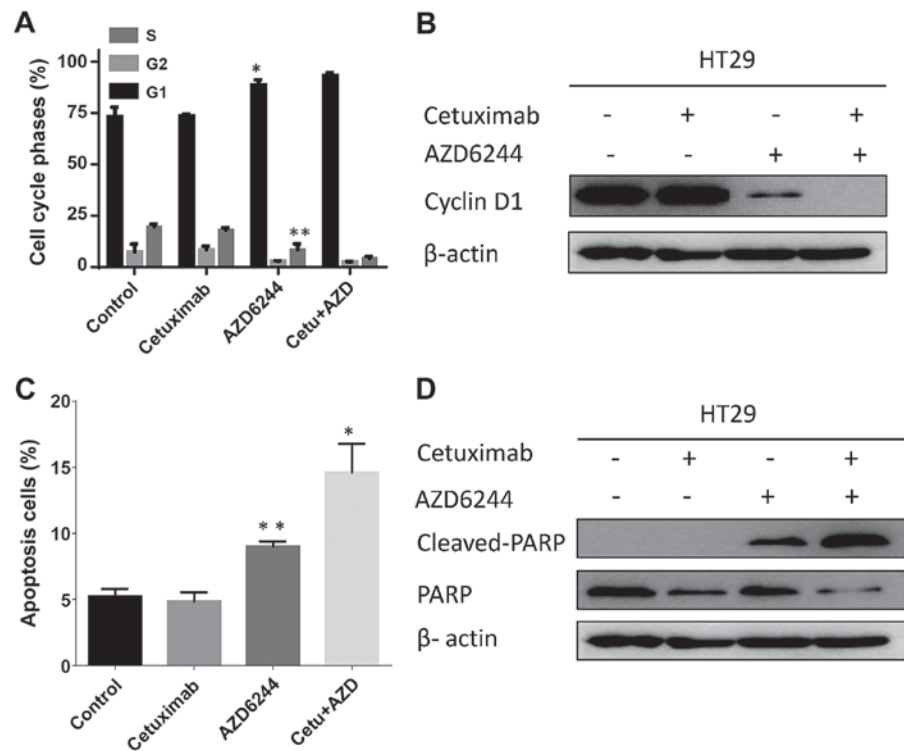 A
S
G2
G1
Cell cycle phases (%)
100
75
50
25
0
*
**
Control
Cetuximab
AZD6244
Cetu+AZD
B
HT29
Cetuximab - + - +
AZD6244 - - + +
Cyclin D1
β-actin
C
Apoptosis cells (%)
20
15
10
5
0
* *
*
Control
Cetuximab
AZD6244
Cetu+AZD
D
HT29
Cetuximab - + - +
AZD6244 - - + +
Cleaved-PARP
PARP
β- actin